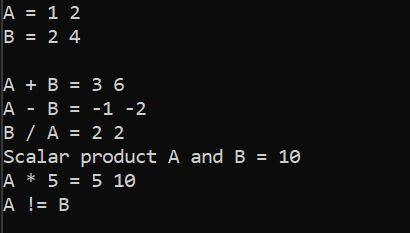 A = 1 2
B = 2 4
A + B = 3 6
A - B = -1 -2
B / A = 2 2
Scalar product A and B = 10
A * 5 = 5 10
A != B